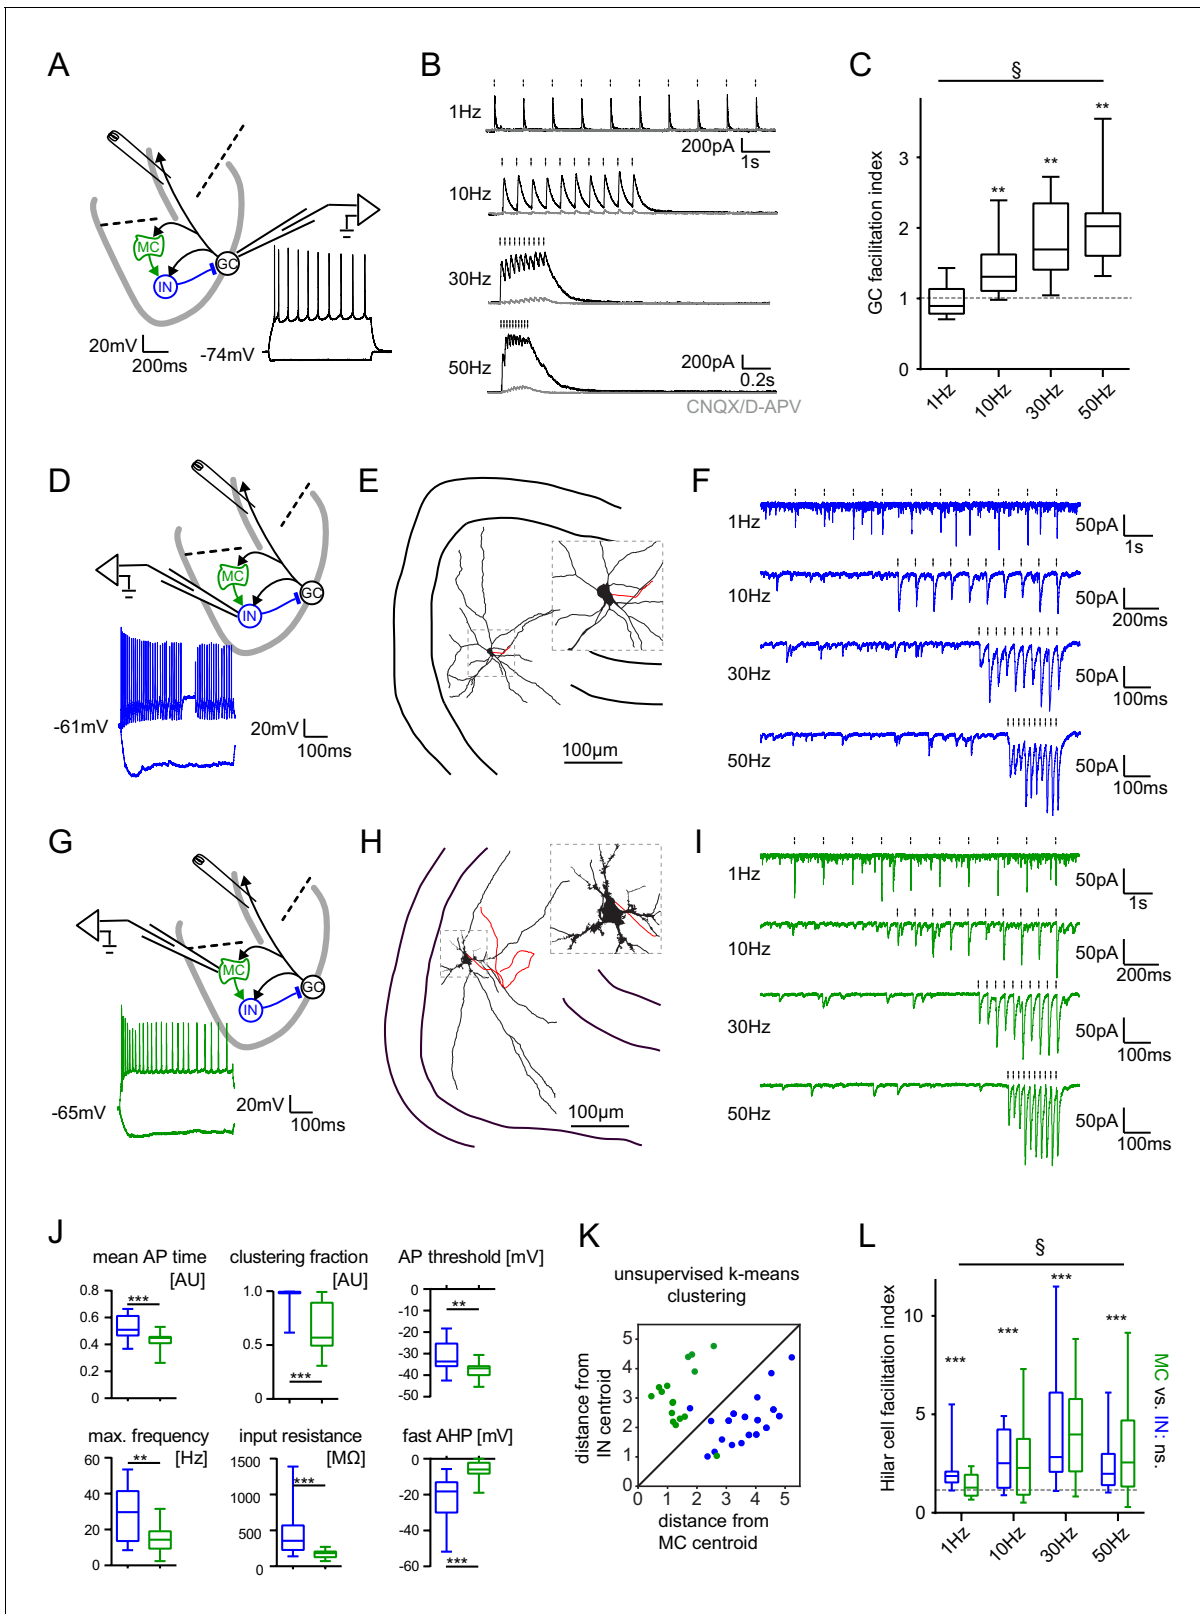 A
MC
IN
GC
20mV
200ms
-74mV
B
1Hz
200pA
1s
10Hz
30Hz
50Hz
200pA
0.2s
CNQX/D-APV
C
§
**
**
**
GC facilitation index
3
2
1
0
1Hz
10Hz
30Hz
50Hz
D
MC
IN
GC
-61mV
20mV
100ms
E
100µm
F
1Hz
50pA
1s
10Hz
50pA
200ms
30Hz
50pA
100ms
50Hz
50pA
100ms
G
MC
IN
GC
-65mV
20mV
100ms
H
100µm
I
1Hz
50pA
1s
10Hz
50pA
200ms
30Hz
50pA
100ms
50Hz
50pA
100ms
J
mean AP time
[AU]
0.8
0.6
0.4
0.2
0
***
clustering fraction
[AU]
1.0
0.5
0
***
AP threshold [mV]
0
-10
-20
-30
-40
-50
**
max. frequency
[Hz]
60
40
20
0
**
input resistance
[MΩ]
1500
1000
500
0
***
fast AHP [mV]
0
-20
-40
-60
***
K
unsupervised k-means
clustering
distance from
IN centroid
5
4
3
2
1
0
0
1
2
3
4
5
distance from
MC centroid
L
§
***
***
***
***
Hilar cell facilitation index
10
5
0
1Hz
10Hz
30Hz
50Hz
MC vs. IN: ns.